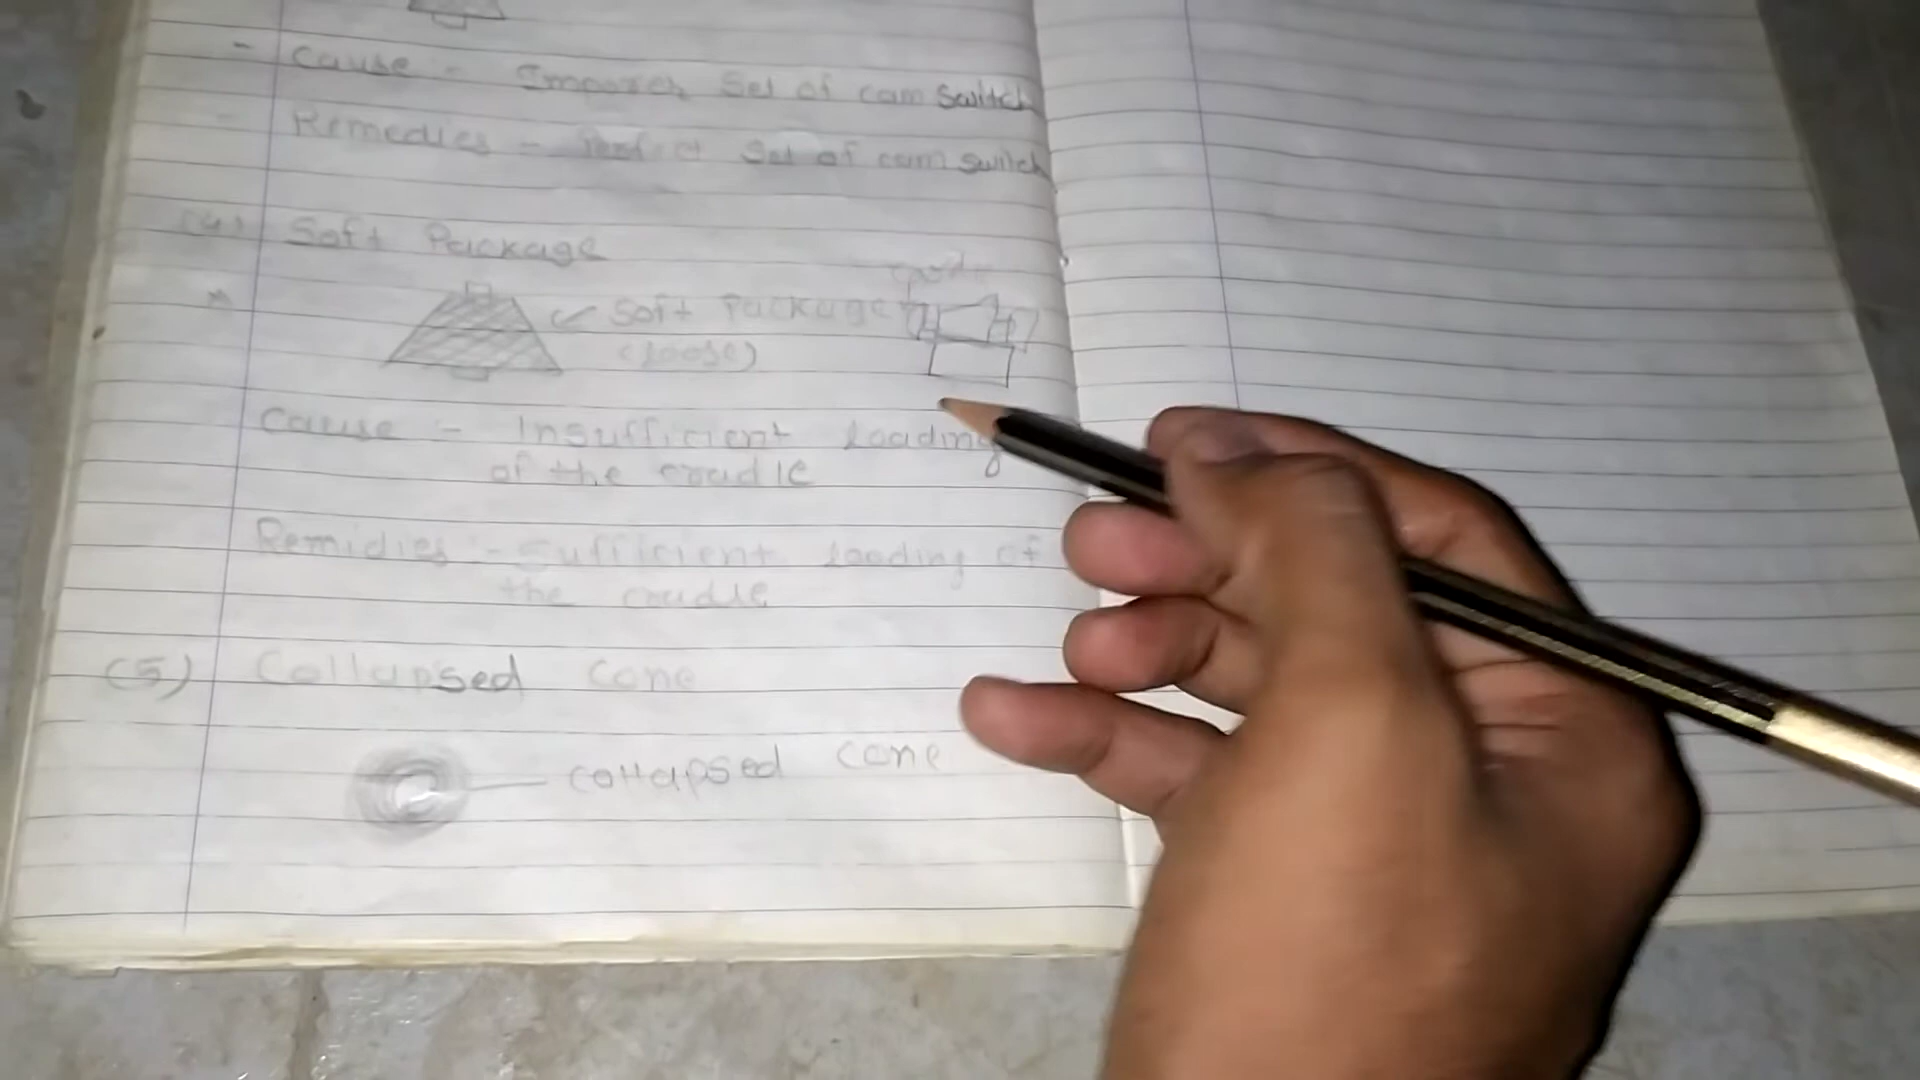 - Cause - Set of cam switch
Remedies - Perfect Set of cam switch
(4) Soft Package
Soft Package
(loose)
Cause - Insufficient loading
of the cradle
Remidies - Sufficient loading of
the cradle
(5) Collapsed Cone
collapsed cone